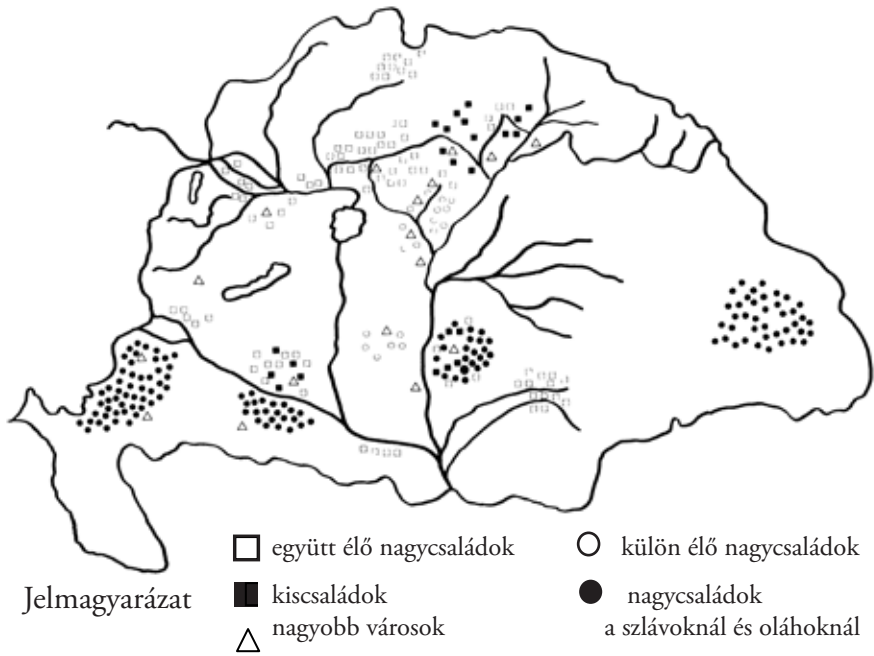 együtt élő nagycsaládok
külön élő nagycsaládok
Jelmagyarázat
kiscsaládok
nagycsaládok
nagyobb városok
a szlávoknál és oláhoknál